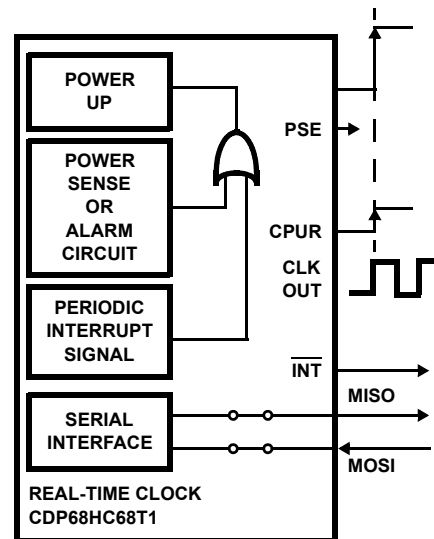 POWER
UP
POWER
SENSE
OR
ALARM
CIRCUIT
PERIODIC
INTERRUPT
SIGNAL
SERIAL
INTERFACE
REAL-TIME CLOCK
CDP68HC68T1
PSE
CPUR
CLK
OUT
INT
MISO
MOSI